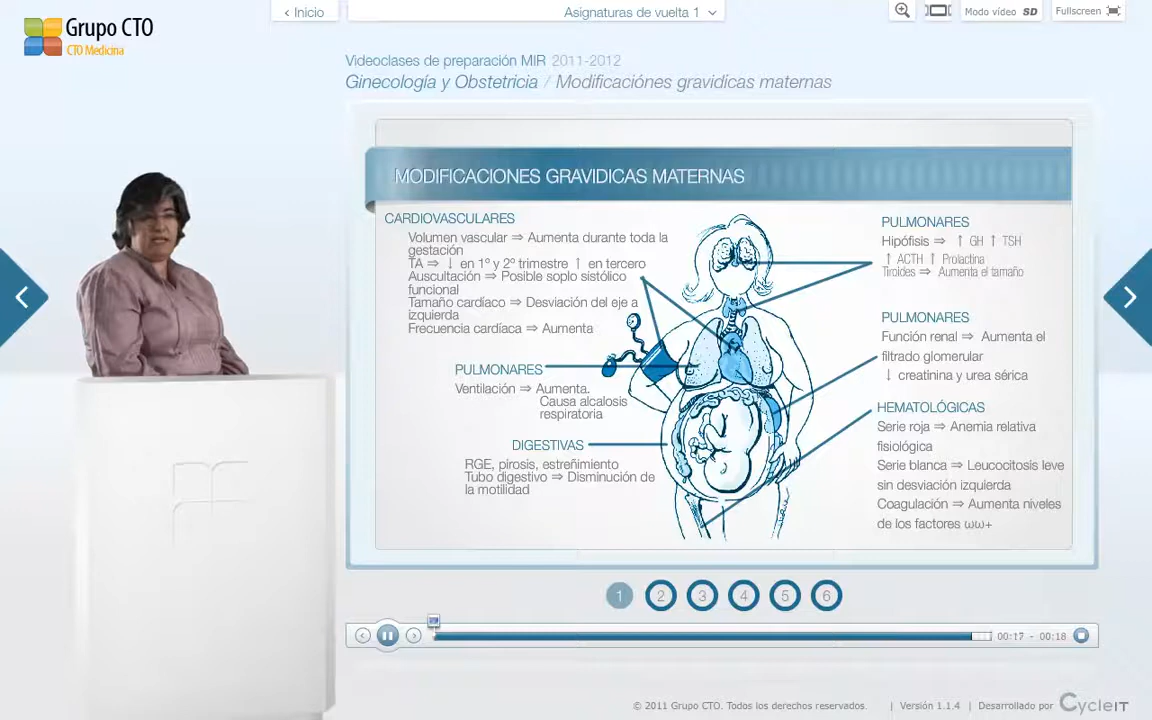 Grupo CTO
CTO Medicina
‹ Inicio
Asignaturas de vuelta 1
Modo vídeo SD
Fullscreen
Videoclases de preparación MIR 2011-2012
Ginecología y Obstetricia / Modificaciónes gravidicas maternas
MODIFICACIONES GRAVIDICAS MATERNAS
CARDIOVASCULARES
Volumen vascular ⇒ Aumenta durante toda la
gestación
TA ⇒ ↓ en 1º y 2º trimestre ↑ en tercero
Auscultación ⇒ Posible soplo sistólico
funcional
Tamaño cardíaco ⇒ Desviación del eje a
izquierda
Frecuencia cardíaca ⇒ Aumenta
PULMONARES
Ventilación ⇒ Aumenta.
Causa alcalosis
respiratoria
DIGESTIVAS
RGE, pirosis, estreñimiento
Tubo digestivo ⇒ Disminución de
la motilidad
PULMONARES
Hipófisis ⇒ ↑ GH ↑ TSH
↑ ACTH ↑ Prolactina
Tiroides ⇒ Aumenta el tamaño
PULMONARES
Función renal ⇒ Aumenta el
filtrado glomerular
↓ creatinina y urea sérica
HEMATOLÓGICAS
Serie roja ⇒ Anemia relativa
fisiológica
Serie blanca ⇒ Leucocitosis leve
sin desviación izquierda
Coagulación ⇒ Aumenta niveles
de los factores ωω+
1 2 3 4 5 6
00:17 - 00:18
© 2011 Grupo CTO. Todos los derechos reservados. | Versión 1.1.4 | Desarrollado por CycleIT